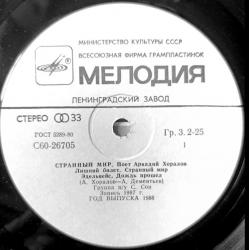 МИНИСТЕРСТВО КУЛЬТУРЫ СССР
ВСЕСОЮЗНАЯ ФИРМА ГРАМПЛАСТИНОК
МЕЛОДИЯ
ЛЕНИНГРАДСКИЙ ЗАВОД
СТЕРЕО 33
ГОСТ 5289-80
Гр. 3. 2-25
С60-26705
1
СТРАННЫЙ МИР. Поет Аркадий Хоралов
Лишний билет, Странный мир
Эдельвейс, Дождь прошел
(А. Хоралов—А. Дементьев)
Группа п/у С. Сон
Запись 1987 г.
ГОД ВЫПУСКА 1988